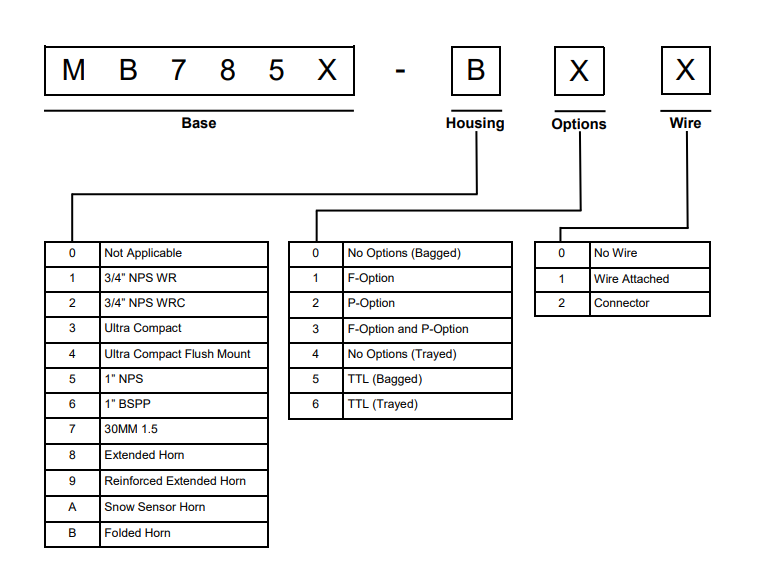 M B 7 8 5 X - B X X
Base Housing Options Wire
0 Not Applicable
1 3/4” NPS WR
2 3/4” NPS WRC
3 Ultra Compact
4 Ultra Compact Flush Mount
5 1” NPS
6 1” BSPP
7 30MM 1.5
8 Extended Horn
9 Reinforced Extended Horn
A Snow Sensor Horn
B Folded Horn
0 No Options (Bagged)
1 F-Option
2 P-Option
3 F-Option and P-Option
4 No Options (Trayed)
5 TTL (Bagged)
6 TTL (Trayed)
0 No Wire
1 Wire Attached
2 Connector